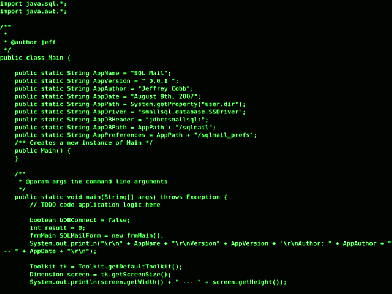 import java.sql.*;
import java.awt.*;
/**
*
* @author jeff
*/
public class Main {
public static String AppName = "SQL Mail";
public static String AppVersion = "0.0.1";
public static String AppAuthor = "Jeffrey Cobb";
public static String AppDate = "August 8th, 2007";
public static String AppPath = System.getProperty("user.dir");
public static String AppDriver = "smallsql.database.SSDriver";
public static String AppDBHeader = "jdbc:smallsql:";
public static String AppDBPath = AppPath + "/sqlmail";
public static String AppPreferences = AppPath + "/sqlmail_prefs";
/** Creates a new instance of Main */
public Main() {
}
/**
* @param args the command line arguments
*/
public static void main(String[] args) throws Exception {
// TODO code application logic here
boolean bDBConnect = false;
int result = 0;
frmMain SQLMailForm = new frmMain();
System.out.println("\r\n" + AppName + "\r\nVersion" + AppVersion + "\r\nAuthor: " + AppAuthor + "
-- " + AppDate + "\r\n");
Toolkit tk = Toolkit.getDefaultToolkit();
Dimension screen = tk.getScreenSize();
System.out.println(screen.getWidth() + " --- " + screen.getHeight());